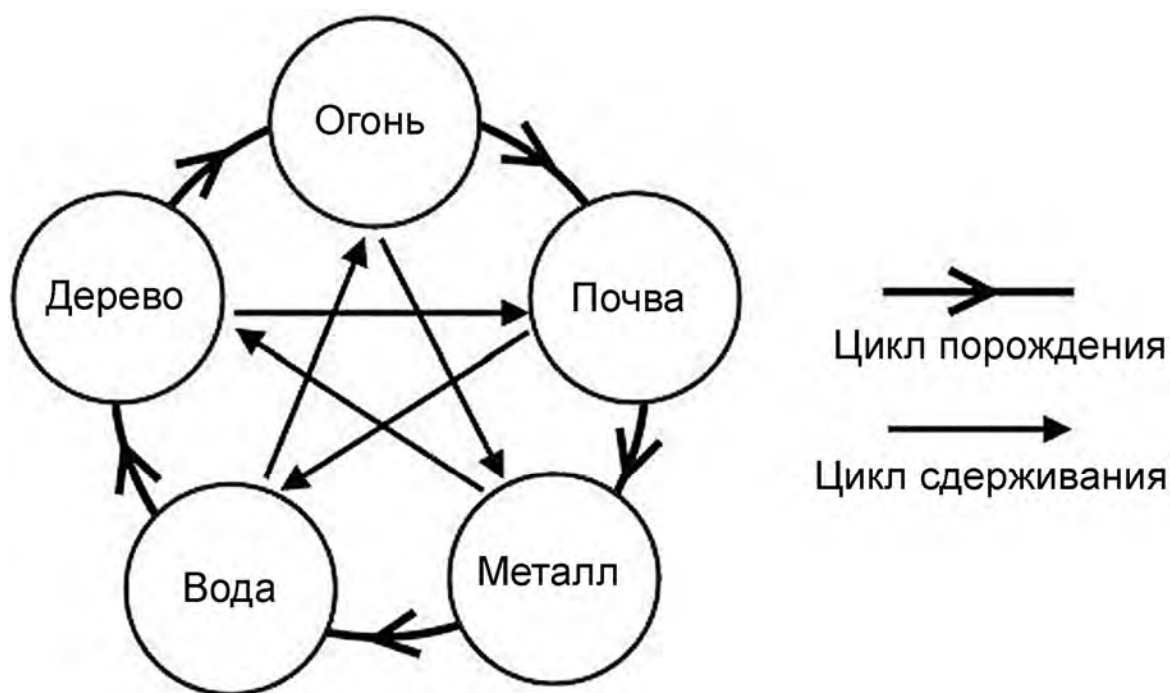 Огонь
Дерево
Почва
Вода
Металл
Цикл порождения
Цикл сдерживания